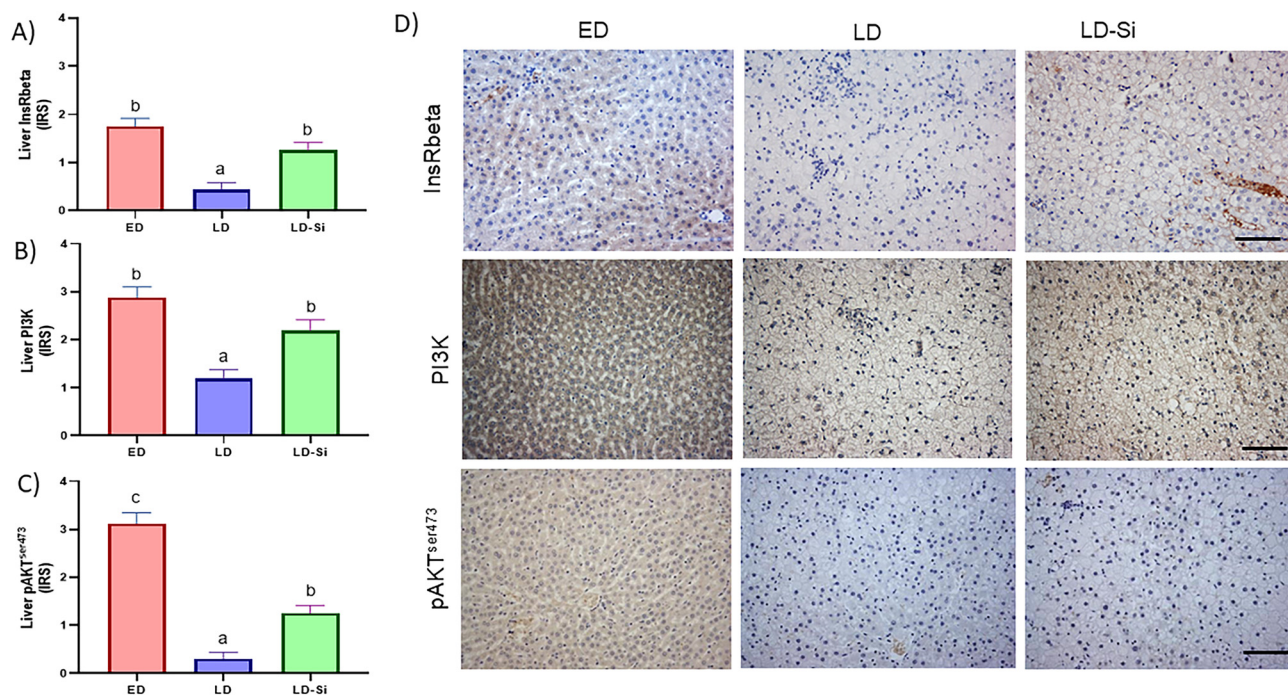 A)
4
3
2
1
0
Liver InsRbeta
(IRS)
b
a
b
ED LD LD-Si
B)
4
3
2
1
0
Liver PI3K
(IRS)
b
a
b
ED LD LD-Si
C)
4
3
2
1
0
Liver pAKTser473
(IRS)
c
a
b
ED LD LD-Si
D)
ED LD LD-Si
InsRbeta
PI3K
pAKTser473